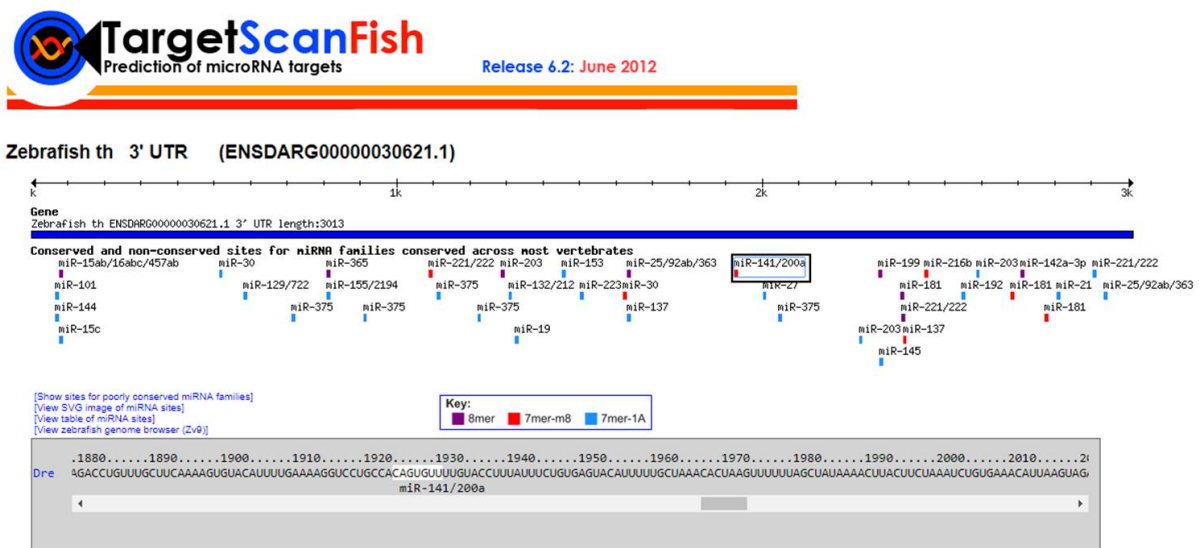 TargetScanFish
Prediction of microRNA targets
Release 6.2: June 2012
Zebrafish th 3' UTR (ENSDARG00000030621.1)
k 1k 2k 3k
Gene
Zebrafish th ENSDARG00000030621.1 3' UTR length:3013
Conserved and non-conserved sites for miRNA families conserved across most vertebrates
miR-15ab/16abc/457ab miR-30 miR-365 miR-221/222 miR-203 miR-153 miR-25/92ab/363 miR-141/200a miR-199 miR-216b miR-203 miR-142a-3p miR-221/222
miR-101 miR-129/722 miR-155/2194 miR-375 miR-132/212 miR-223 miR-30 miR-27 miR-181 miR-192 miR-181 miR-21 miR-25/92ab/363
miR-144 miR-375 miR-375 miR-375 miR-137 miR-375 miR-221/222 miR-181
miR-15c miR-19 miR-203 miR-137
miR-145
[Show sites for poorly conserved miRNA families]
[View SVG image of miRNA sites]
[View table of miRNA sites]
[View zebrafish genome browser (Zv9)]
Key:
8mer 7mer-m8 7mer-1A
.1880......1890......1900......1910......1920......1930......1940......1950......1960......1970......1980......1990......2000......2010......20
Dre AGACCUGUUUGCUUCAAAAGUGUACAUUUUGAAAAGGUCCUGCCACAGUGUUUUGUACCUUUAUUUCUGUGAGUACAUUUUUGCUAAACACUAAGUUUUUUAGCUAUAAAACUUACUUCUAAAUCUGUGAAACAUUAAGUAGA
miR-141/200a